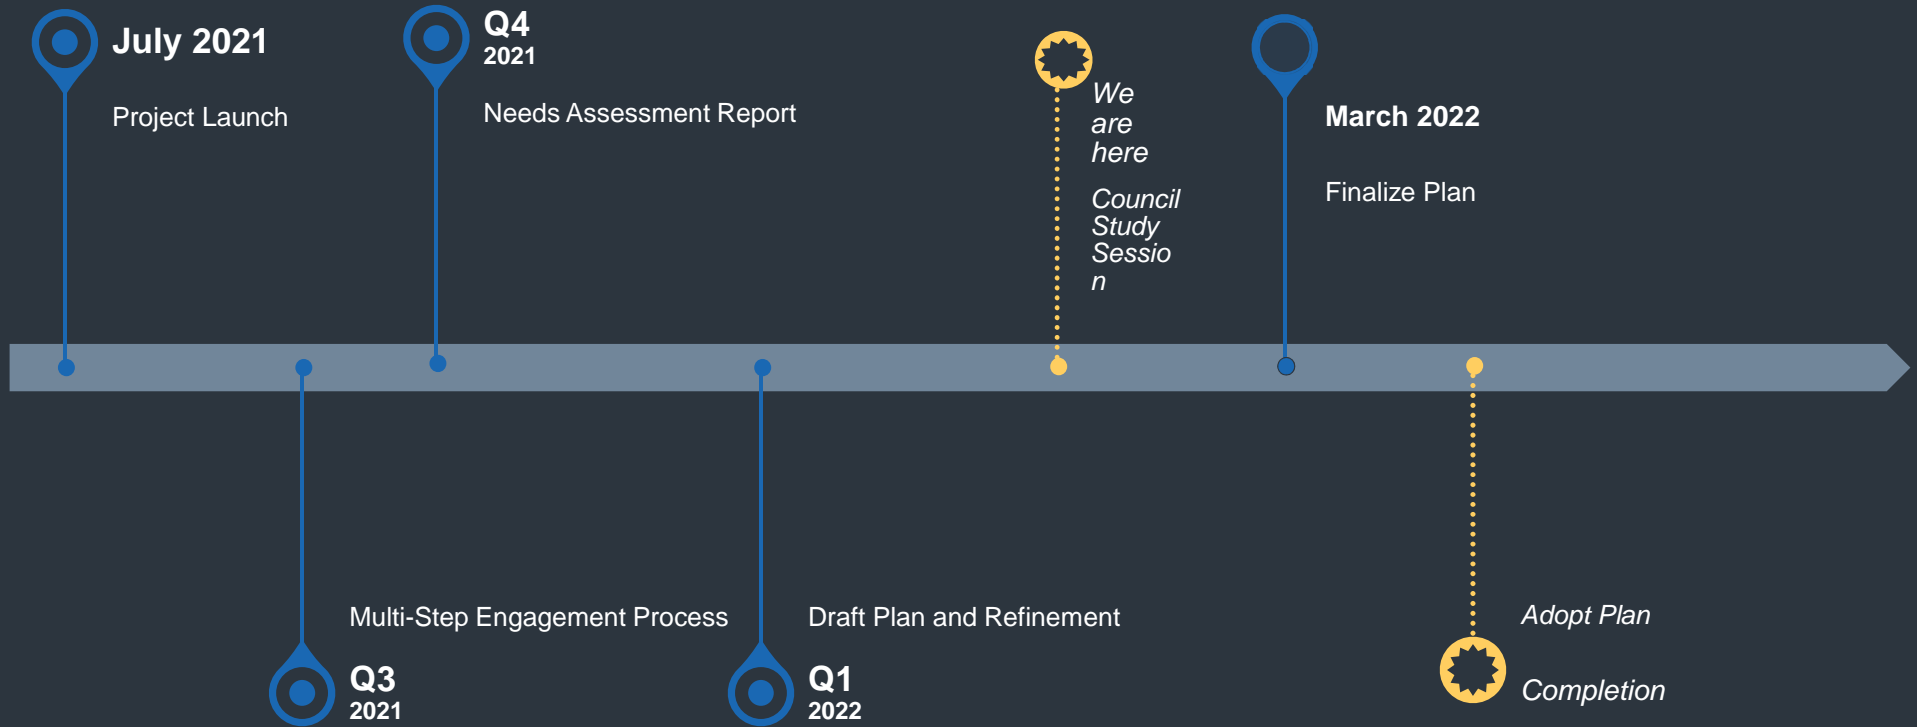 July 2021
Project Launch
Q4
2021
Needs Assessment Report
We
are
here
Council
Study
Sessio
n
March 2022
Finalize Plan
Multi-Step Engagement Process
Q3
2021
Draft Plan and Refinement
Q1
2022
Adopt Plan
Completion